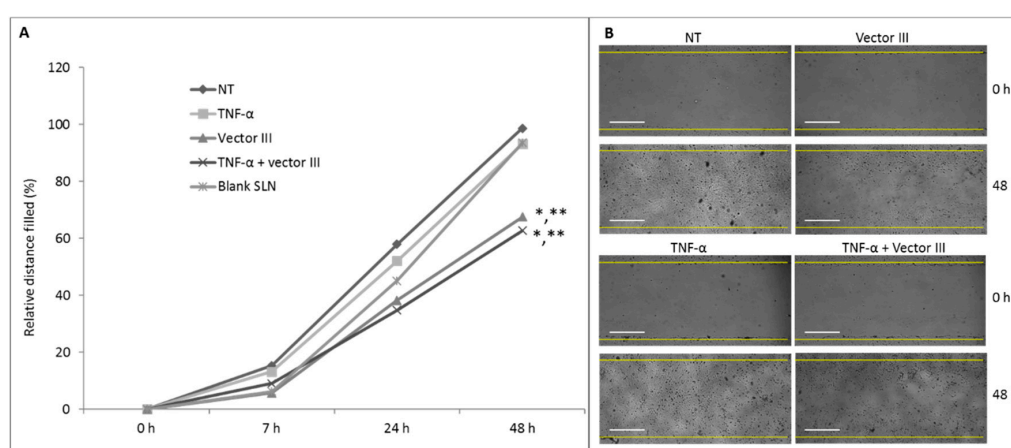 A
120
100
80
60
40
20
0
Relative distance filled (%)
NT
TNF-α
Vector III
TNF-α + vector III
Blank SLN
*,**
*,**
0 h
7 h
24 h
48 h
B
NT
Vector III
0 h
48
TNF-α
TNF-α + Vector III
0 h
48